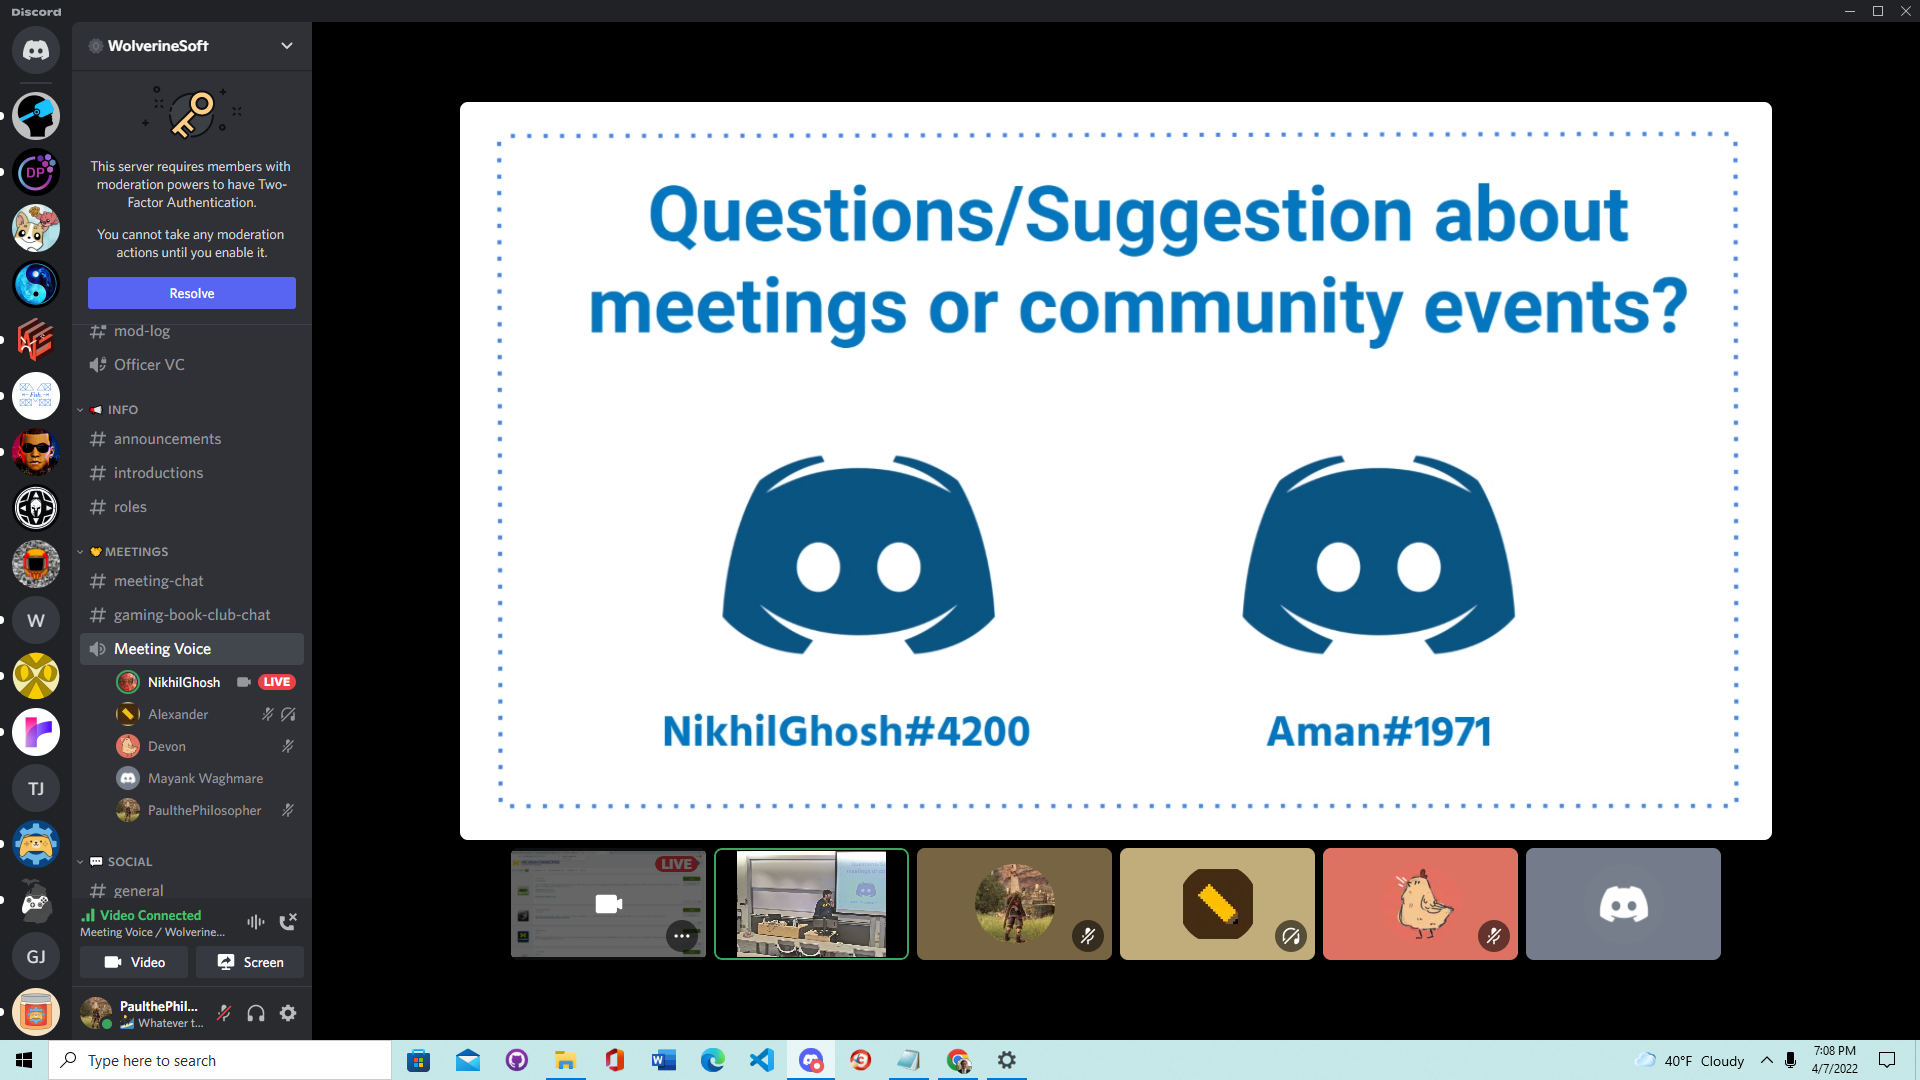 Discord
WolverineSoft
This server requires members with
moderation powers to have Two-
Factor Authentication.
You cannot take any moderation
actions until you enable it.
Resolve
mod-log
Officer VC
INFO
announcements
introductions
roles
MEETINGS
meeting-chat
gaming-book-club-chat
Meeting Voice
NikhilGhosh LIVE
Alexander
Devon
Mayank Waghmare
PaulthePhilosopher
SOCIAL
general
Video Connected
Meeting Voice / Wolverine...
Video Screen
PaulthePhil...
Whatever t...
DP
W
TJ
GJ
Questions/Suggestion about
meetings or community events?
NikhilGhosh#4200 Aman#1971
LIVE
Type here to search
40°F Cloudy
7:08 PM
4/7/2022